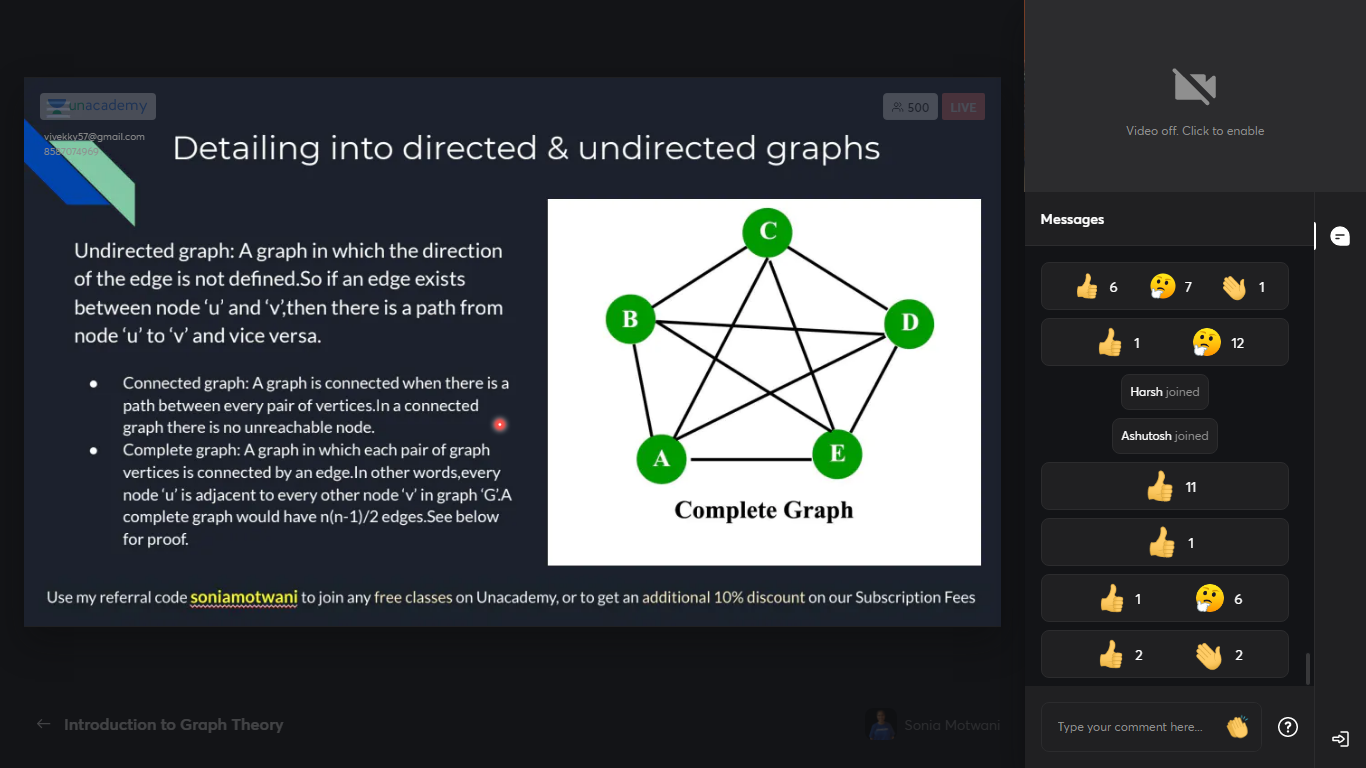 unacademy
500
LIVE
vivekkv57@gmail.com
Detailing into directed & undirected graphs
Undirected graph: A graph in which the direction
of the edge is not defined.So if an edge exists
between node ‘u’ and ‘v’,then there is a path from
node ‘u’ to ‘v’ and vice versa.
● Connected graph: A graph is connected when there is a
path between every pair of vertices.In a connected
graph there is no unreachable node.
● Complete graph: A graph in which each pair of graph
vertices is connected by an edge.In other words,every
node ‘u’ is adjacent to every other node ‘v’ in graph ‘G’.A
complete graph would have n(n-1)/2 edges.See below
for proof.
C
B
D
A
E
Complete Graph
Use my referral code soniamotwani to join any free classes on Unacademy, or to get an additional 10% discount on our Subscription Fees
Introduction to Graph Theory
Sonia Motwani
Video off. Click to enable
Messages
6 7 1
1 12
Harsh joined
Ashutosh joined
11
1
1 6
2 2
Type your comment here...
?